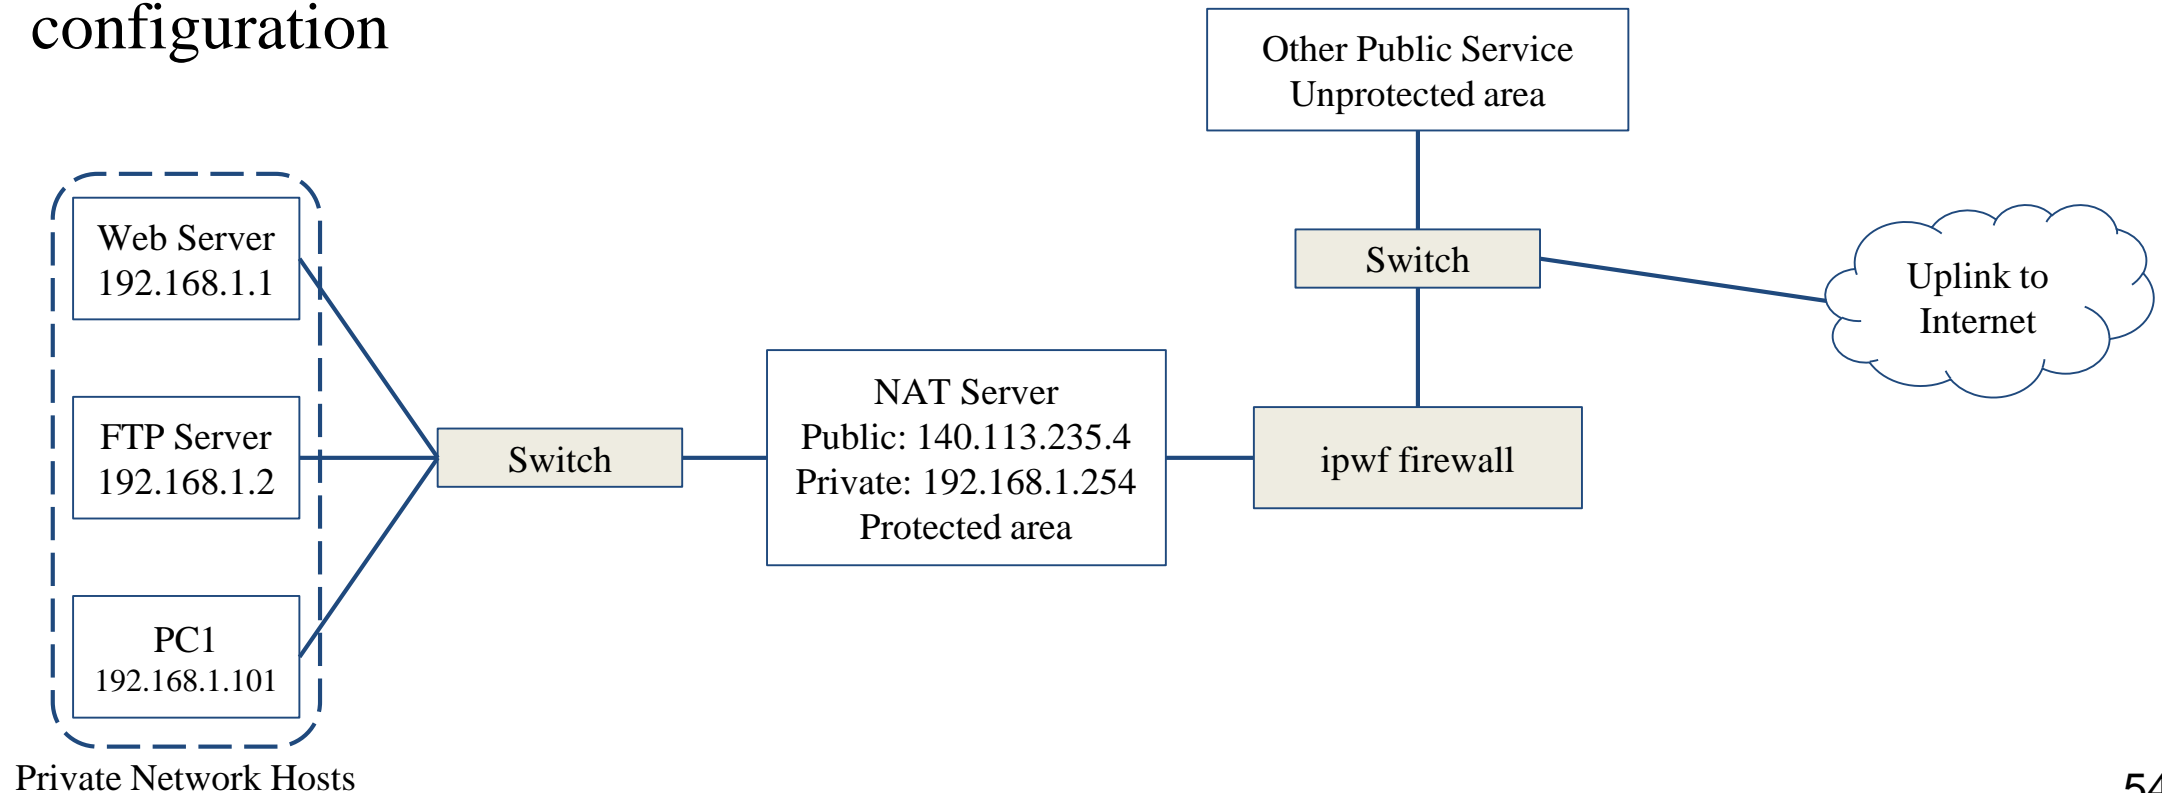 configuration
Other Public Service
Unprotected area
Web Server
192.168.1.1
Switch
Uplink to
Internet
FTP Server
192.168.1.2
Switch
NAT Server
Public: 140.113.235.4
Private: 192.168.1.254
Protected area
ipwf firewall
PC1
192.168.1.101
Private Network Hosts
54